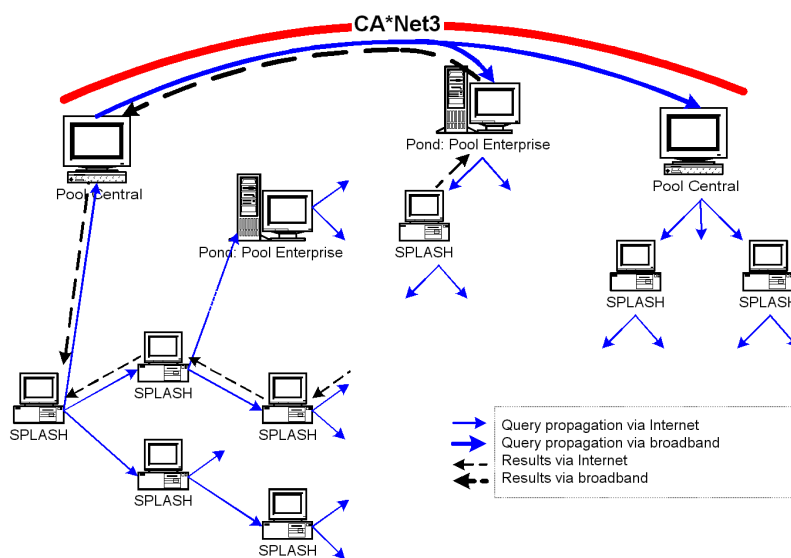 CA*Net3
Pond: Pool Enterprise
Pool Central
Pool Central
Pond: Pool Enterprise
SPLASH
SPLASH
SPLASH
SPLASH
SPLASH
SPLASH
SPLASH
SPLASH
Query propagation via Internet
Query propagation via broadband
Results via Internet
Results via broadband